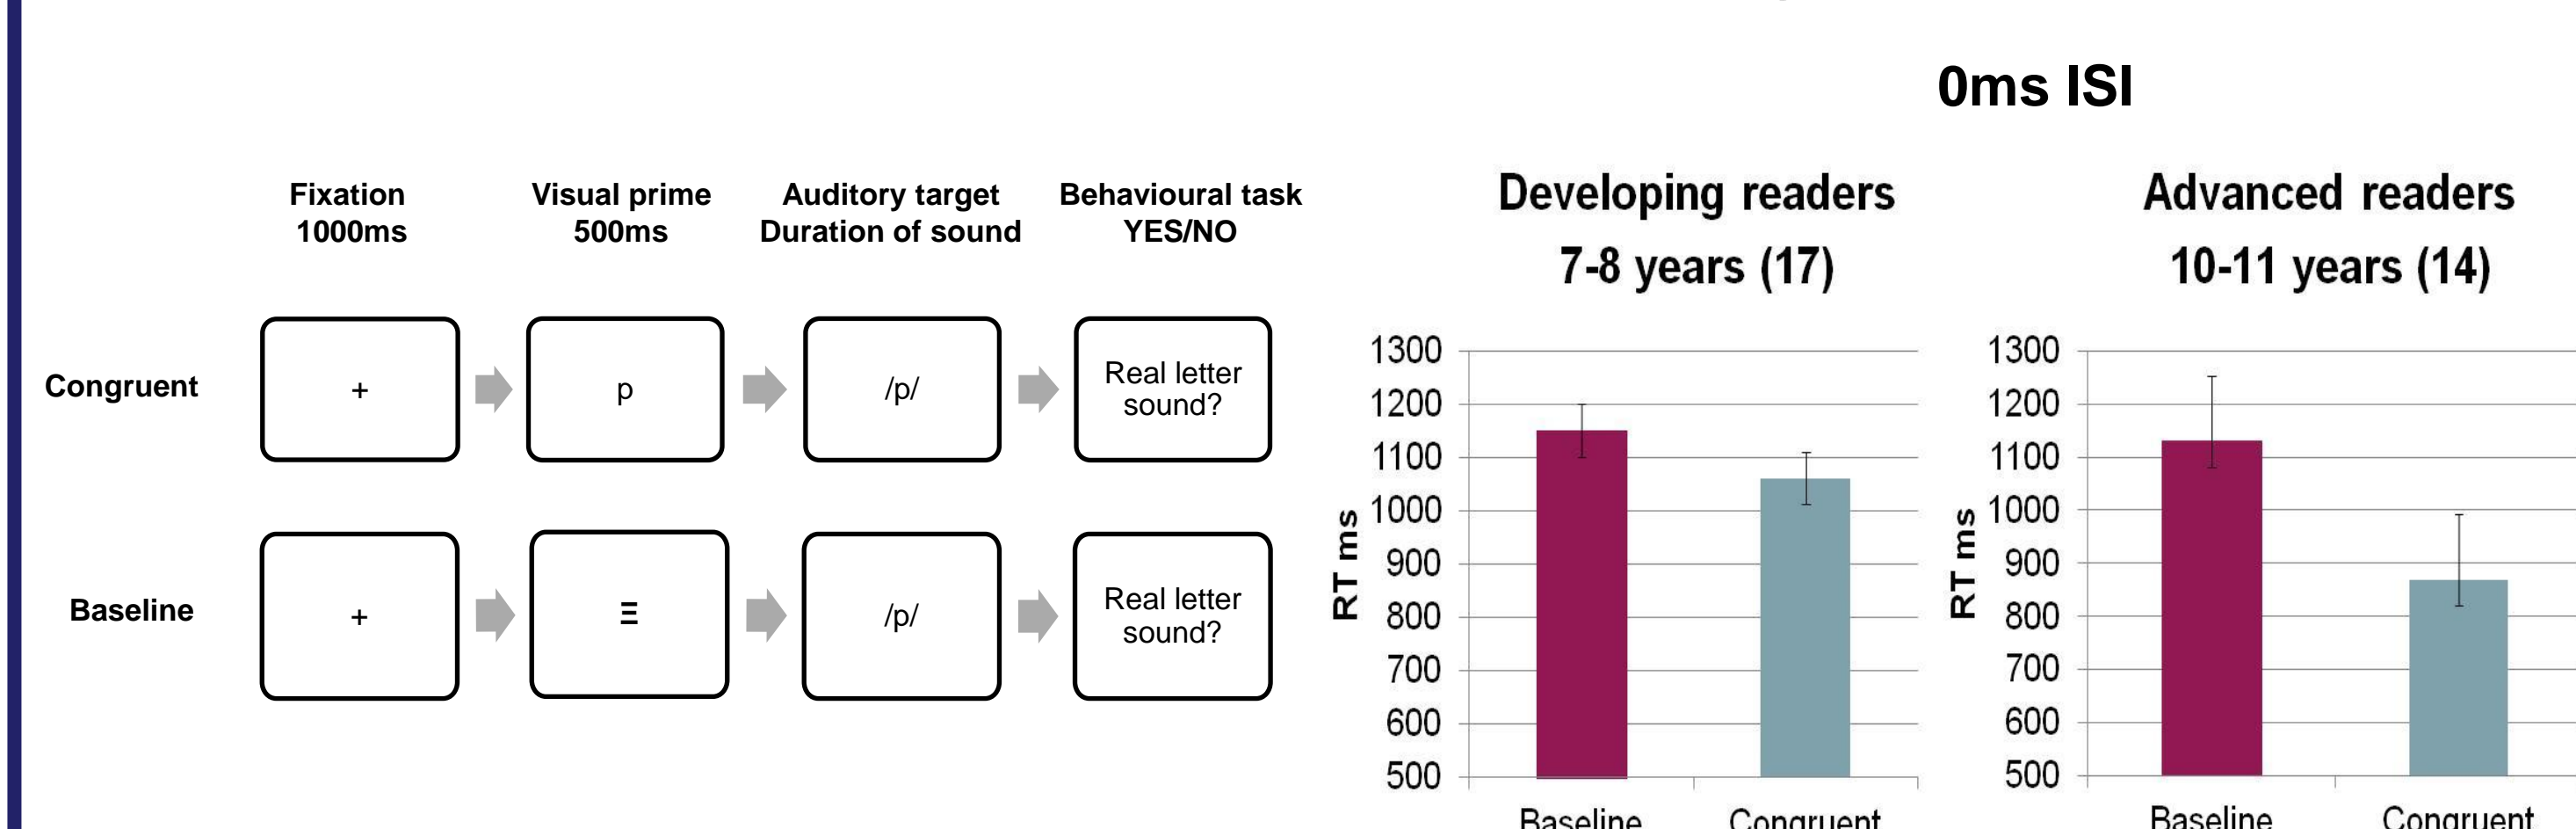 0ms ISI
Fixation
1000ms
Visual prime
500ms
Auditory target
Duration of sound
Behavioural task
YES/NO
Congruent
+
p
/p/
Real letter
sound?
Baseline
+
Ξ
/p/
Real letter
sound?
Developing readers
7-8 years (17)
1300
1200
1100
1000
900
800
700
600
500
RT ms
Baseline
Congruent
Advanced readers
10-11 years (14)
1300
1200
1100
1000
900
800
700
600
500
RT ms
Baseline
Congruent